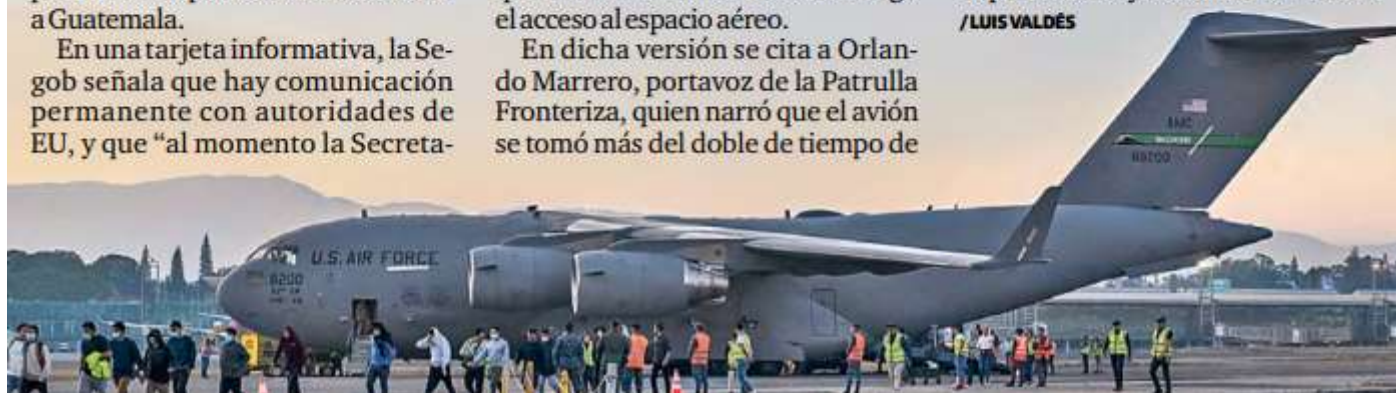 a Guatemala.
En una tarjeta informativa, la Se-
gob señala que hay comunicación
permanente con autoridades de
EU, y que “al momento la Secreta-
el acceso al espacio aéreo.
En dicha versión se cita a Orlan-
do Marrero, portavoz de la Patrulla
Fronteriza, quien narró que el avión
se tomó más del doble de tiempo de
/LUIS VALDÉS
U.S. AIR FORCE
8200
AMC